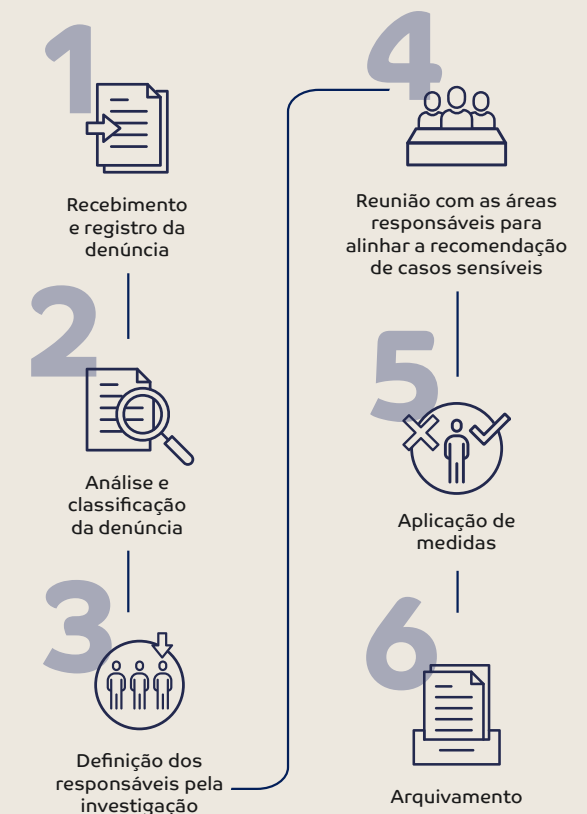 1
Recebimento
e registro da
denúncia
2
Análise e
classificação
da denúncia
3
Definição dos
responsáveis pela
investigação
4
Reunião com as áreas
responsáveis para
alinhar a recomendação
de casos sensíveis
5
Aplicação de
medidas
6
Arquivamento